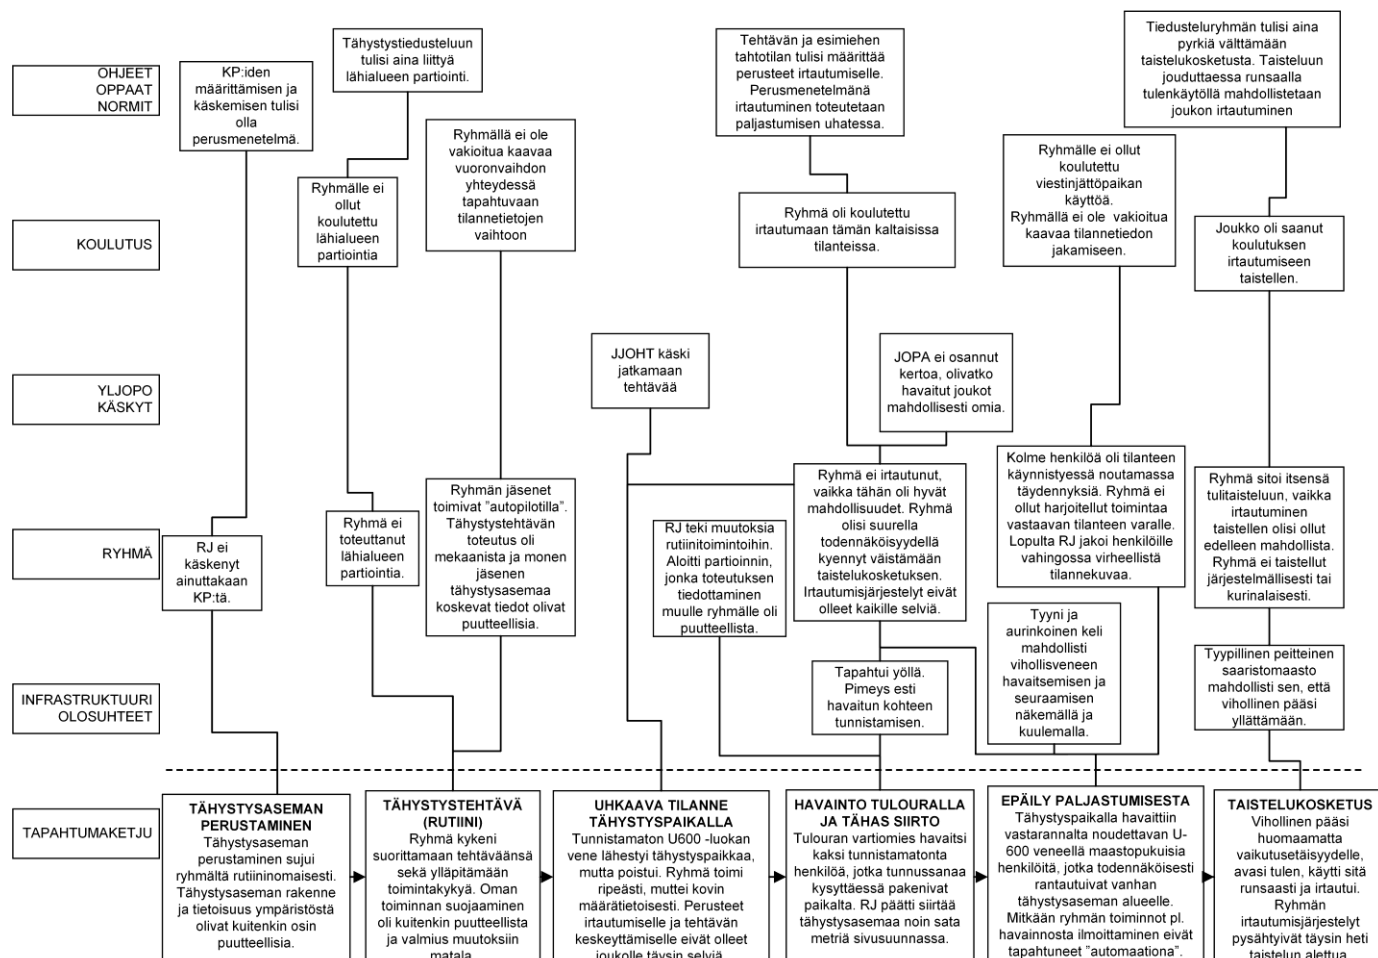 OHJEET
OPPAAT
NORMIT
KP:iden
määrittämisen ja
käskemisen tulisi
olla
perusmenetelmä.
Tähystystiedusteluun
tulisi aina liittyä
lähialueen partiointi.
Tehtävän ja esimiehen
tahtotilan tulisi määrittää
perusteet irtautumiselle.
Perusmenetelmänä
irtautuminen toteutetaan
paljastumisen uhatessa.
Tiedusteluryhmän tulisi aina
pyrkiä välttämään
taistelukosketusta. Taisteluun
jouduttaessa runsaalla
tulenkäytöllä mahdollistetaan
joukon irtautuminen
KOULUTUS
Ryhmälle ei
ollut
koulutettu
lähialueen
partiointia
Ryhmällä ei ole
vakioitua kaavaa
vuoronvaihdon
yhteydessä
tapahtuvaan
tilannetietojen
vaihtoon
Ryhmä oli koulutettu
irtautumaan tämän kaltaisissa
tilanteissa.
Ryhmälle ei ollut
koulutettu
viestinjättöpaikan
käyttöä.
Ryhmällä ei ole vakioitua
kaavaa tilannetiedon
jakamiseen.
Joukko oli saanut
koulutuksen
irtautumiseen
taistellen.
YLJOPO
KÄSKYT
JJOHT käski
jatkamaan
tehtävää
JOPA ei osannut
kertoa, olivatko
havaitut joukot
mahdollisesti omia.
RYHMÄ
RJ ei
käskenyt
ainuttakaan
KP:tä.
Ryhmä ei
toteuttanut
lähialueen
partiointia.
Ryhmän jäsenet
toimivat "autopilotilla".
Tähystystehtävän
toteutus oli
mekaanista ja monen
jäsenen
tähystysasemaa
koskevat tiedot olivat
puutteellisia.
RJ teki muutoksia
rutiinitoimintoihin.
Aloitti partioinnin,
jonka toteutuksen
tiedottaminen
muulle ryhmälle oli
puutteellista.
Ryhmä ei irtautunut,
vaikka tähän oli hyvät
mahdollisuudet. Ryhmä
olisi suurella
todennäköisyydellä
kyennyt väistämään
taistelukosketuksen.
Irtautumisjärjestelyt eivät
olleet kaikille selviä.
Kolme henkilöä oli tilanteen
käynnistyessä noutamassa
täydennyksiä. Ryhmä ei
ollut harjoitellut toimintaa
vastaavan tilanteen varalle.
Lopulta RJ jakoi henkilöille
vahingossa virheellistä
tilannekuvaa.
Ryhmä sitoi itsensä
tulitaisteluun, vaikka
irtautuminen
taistellen olisi ollut
edelleen mahdollista.
Ryhmä ei taistellut
järjestelmällisesti tai
kurinalaisesti.
INFRASTRUKTUURI
OLOSUHTEET
Tapahtui yöllä.
Pimeys esti
havaitun kohteen
tunnistamisen.
Tyyni ja
aurinkoinen keli
mahdollisti
vihollisveneen
havaitsemisen ja
seuraamisen
näkemällä ja
kuulemalla.
Tyypillinen peitteinen
saaristomaasto
mahdollisti sen, että
vihollinen pääsi
yllättämään.
TAPAHTUMAKETJU
TÄHYSTYSASEMAN
PERUSTAMINEN
Tähystysaseman
perustaminen sujui
ryhmältä rutiininomaisesti.
Tähystysaseman rakenne
ja tietoisuus ympäristöstä
olivat kuitenkin osin
puutteellisia.
TÄHYSTYSTEHTÄVÄ
(RUTIINI)
Ryhmä kykeni
suorittamaan tehtäväänsä
sekä ylläpitämään
toimintakykyä. Oman
toiminnan suojaaminen
oli kuitenkin puutteellista
ja valmius muutoksiin
matala.
UHKAAVA TILANNE
TÄHYSTYSPAIKALLA
Tunnistamaton U600 -luokan
vene lähestyi tähystyspaikkaa,
mutta poistui. Ryhmä toimi
ripeästi, muttei kovin
määrätietoisesti. Perusteet
irtautumiselle ja tehtävän
keskeyttämiselle eivät olleet
joukolle täysin selviä.
HAVAINTO TULOURALLA
JA TÄHAS SIIRTO
Tulouran vartiomies havaitsi
kaksi tunnistamatonta
henkilöä, jotka tunnussanaa
kysyttäessä pakenivat
paikalta. RJ päätti siirtää
tähystysasemaa noin sata
metriä sivusuunnassa.
EPÄILY PALJASTUMISESTA
Tähystyspaikalla havaittiin
vastarannalta noudettavan U-
600 veneellä maastopukuisia
henkilöitä, jotka todennäköisesti
rantautuivat vanhan
tähystysaseman alueelle.
Mitkään ryhmän toiminnot pl.
havainnosta ilmoittaminen eivät
tapahtuneet "automaationa".
TAISTELUKOSKETUS
Vihollinen pääsi
huomaamatta
vaikutusetäisyydelle,
avasi tulen, käytti sitä
runsaasti ja irtautui.
Ryhmän
irtautumisjärjestelyt
pysähtyivät täysin heti
taistelun alettua.